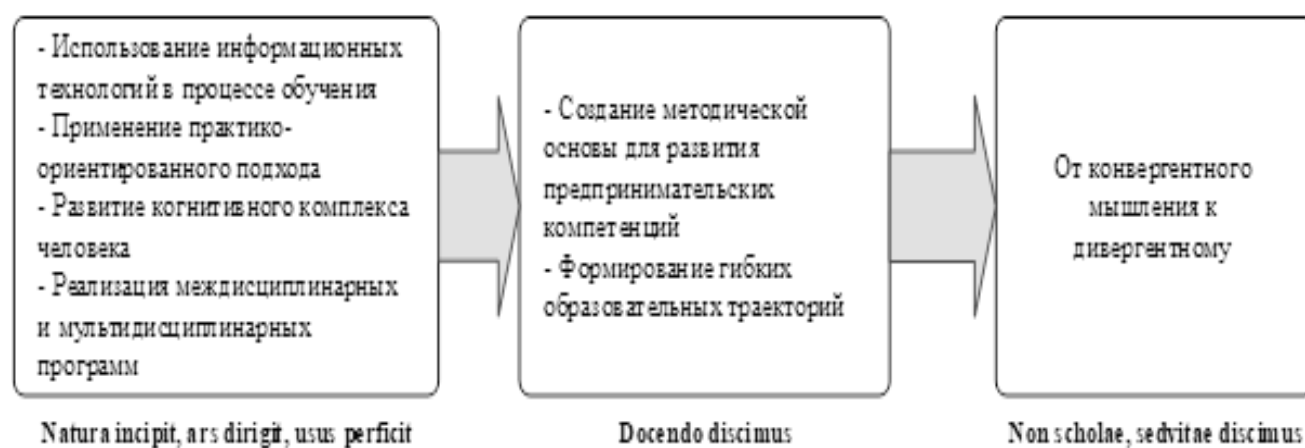 - Использование информационных
технологий в процессе обучения
- Применение практико-
ориентированного подхода
- Развитие когнитивного комплекса
человека
- Реализация междисциплинарных
и мультидисциплинарных
программ
Natura incipit, ars dirigit, usus perficit
- Создание методической
основы для развития
предпринимательских
компетенций
- Формирование гибких
образовательных траекторий
Docendo discimus
От конвергентного
мышления к
дивергентному
Non scholae, sedvitae discimus